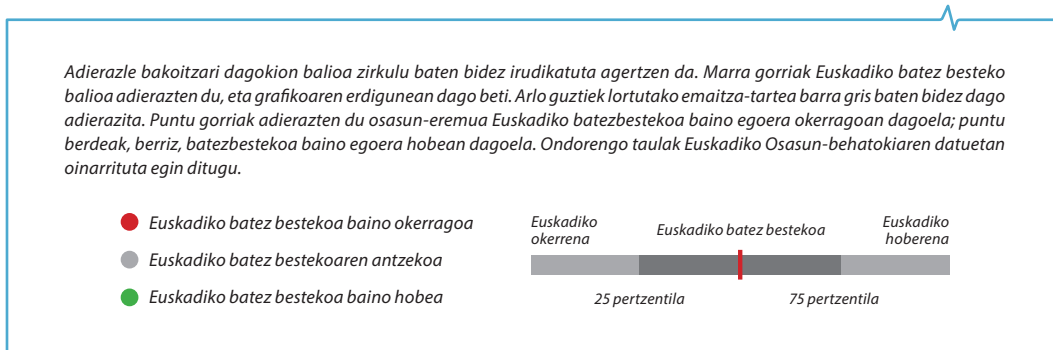 Adierazle bakoitzari dagokion balioa zirkulu baten bidez irudikatuta agertzen da. Marra gorriak Euskadiko batez besteko
balioa adierazten du, eta grafikoaren erdigunean dago beti. Arlo guztiek lortutako emaitza-tartea barra gris baten bidez dago
adierazita. Puntu gorriak adierazten du osasun-eremua Euskadiko batezbestekoa baino egoera okerragoan dagoela; puntu
berdeak, berriz, batezbestekoa baino egoera hobean dagoela. Ondorengo taulak Euskadiko Osasun-behatokiaren datuetan
oinarrituta egin ditugu.
Euskadiko batez bestekoa baino okerragoa
Euskadiko batez bestekoaren antzekoa
Euskadiko batez bestekoa baino hobea
Euskadiko
okerrena
Euskadiko batez bestekoa
Euskadiko
hoberena
25 pertzentila
75 pertzentila